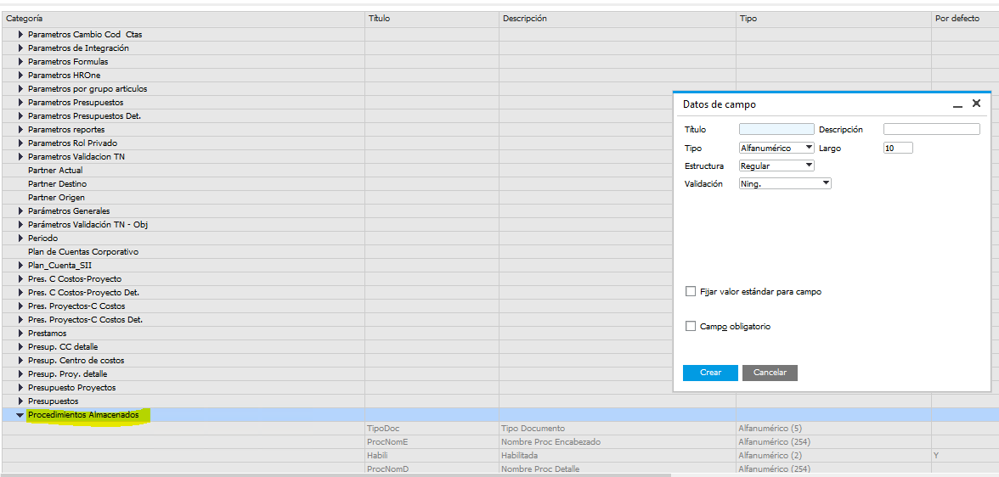 Categoría Título Descripción Tipo Por defecto
Parametros Cambio Cod Ctas
Parametros de Integración
Parametros Formulas
Parametros HROne
Parametros por grupo articulos
Parametros Presupuestos
Parametros Presupuestos Det.
Parametros reportes
Parametros Rol Privado
Parametros Validacion TN
Partner Actual
Partner Destino
Partner Origen
Parámetros Generales
Parámetros Validación TN - Obj
Periodo
Plan de Cuentas Corporativo
Plan_Cuenta_SII
Pres. C Costos-Proyecto
Pres. C Costos-Proyecto Det.
Pres. Proyectos-C Costos
Pres. Proyectos-C Costos Det.
Prestamos
Presup. CC detalle
Presup. Centro de costos
Presup. Proy. detalle
Presupuesto Proyectos
Presupuestos
Procedimientos Almacenados
TipoDoc Tipo Documento Alfanumérico (5)
ProcNomE Nombre Proc Encabezado Alfanumérico (254)
Habili Habilitada Alfanumérico (2) Y
ProcNomD Nombre Proc Detalle Alfanumérico (254)
Datos de campo
Título Descripción
Tipo Alfanumérico Largo 10
Estructura Regular
Validación Ning.
Fijar valor estándar para campo
Campo obligatorio
Crear Cancelar